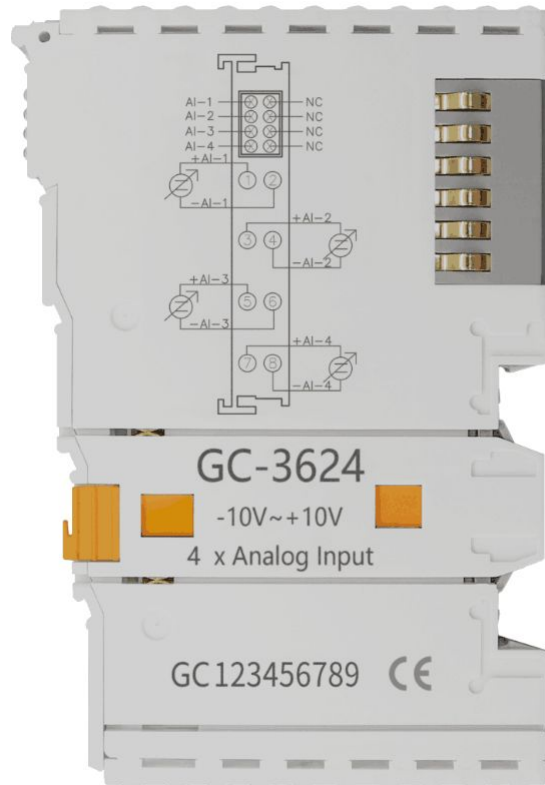 AI-1 NC
AI-2 NC
AI-3 NC
AI-4 NC
+AI-1
1 2
-AI-1
+AI-2
3 4
-AI-2
+AI-3
5 6
-AI-3
+AI-4
7 8
-AI-4
GC-3624
-10V~+10V
4 x Analog Input
GC123456789 CE